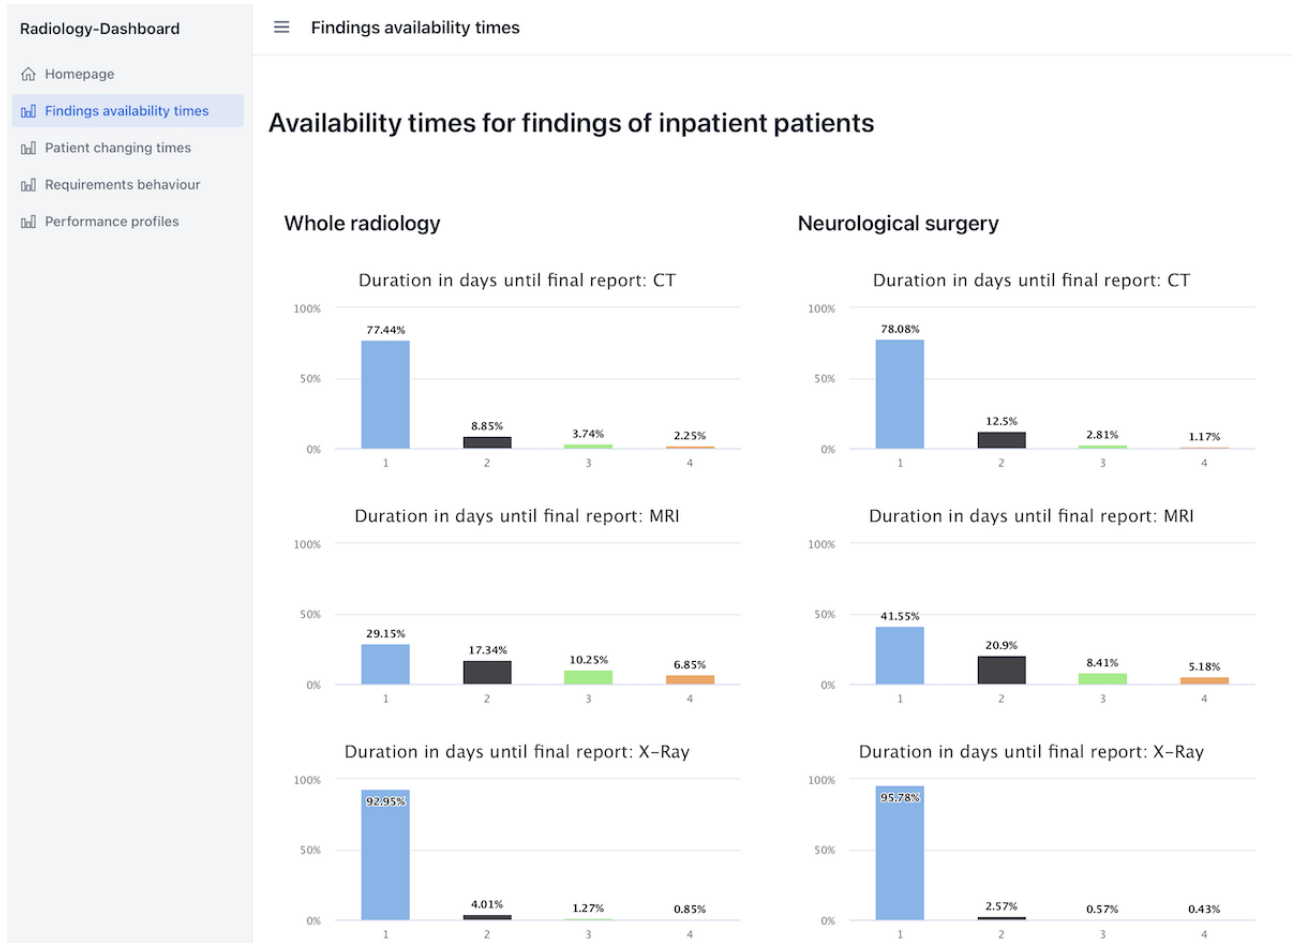 Radiology-Dashboard
Homepage
Findings availability times
Patient changing times
Requirements behaviour
Performance profiles
Findings availability times
Availability times for findings of inpatient patients
Whole radiology
Duration in days until final report: CT
100%
50%
0%
77.44%
8.85%
3.74%
2.25%
1 2 3 4
Duration in days until final report: MRI
100%
50%
0%
29.15%
17.34%
10.25%
6.85%
1 2 3 4
Duration in days until final report: X-Ray
100%
50%
0%
92.95%
4.01%
1.27%
0.85%
1 2 3 4
Neurological surgery
Duration in days until final report: CT
100%
50%
0%
78.08%
12.5%
2.81%
1.17%
1 2 3 4
Duration in days until final report: MRI
100%
50%
0%
41.55%
20.9%
8.41%
5.18%
1 2 3 4
Duration in days until final report: X-Ray
100%
50%
0%
95.78%
2.57%
0.57%
0.43%
1 2 3 4